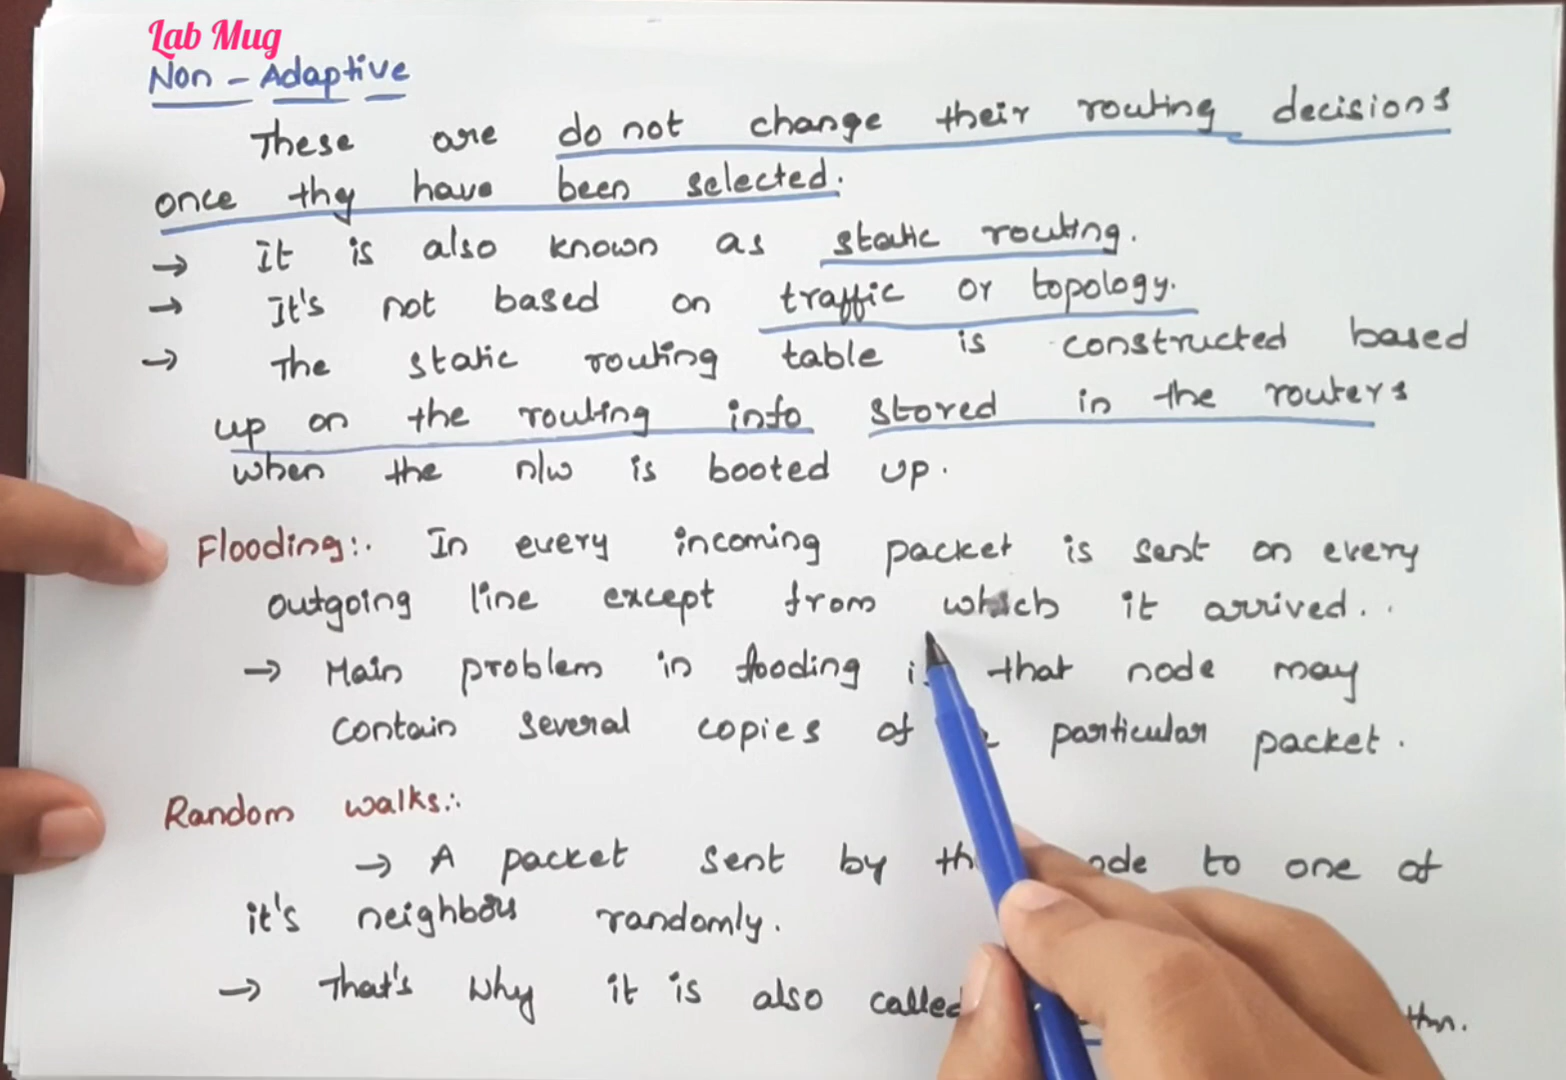 Lab Mug
Non - Adaptive
These are do not change their routing decisions
once thy have been selected.
→ It is also known as static routing.
→ It's not based on traffic or topology.
→ The static routing table is constructed based
up on the routing info stored in the routers
when the n/w is booted up.
Flooding:. In every incoming packet is sent on every
outgoing line except from which it arrived..
→ Main problem in flooding is that node may
contain several copies of particular packet.
Random walks:.
→ A packet sent by to one of
it's neighbours randomly.
→ That's why it is also called